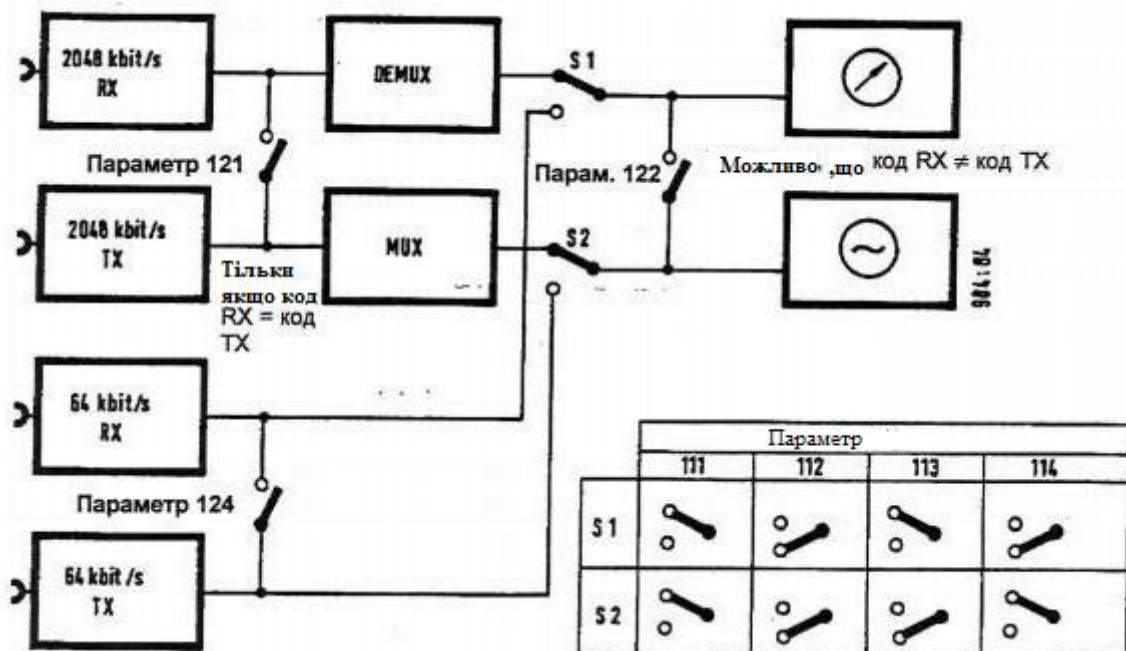 2048 kbit/s
RX
DEMUX
S 1
Параметр 121
Парам. 122
Можливо ,що код RX ≠ код TX
2048 kbit/s
TX
MUX
S2
Тільки
якщо код
RX = код
TX
984:84
64 kbit/s
RX
Параметр 124
64 kbit/s
TX
Параметр
111 112 113 114
S 1
S 2